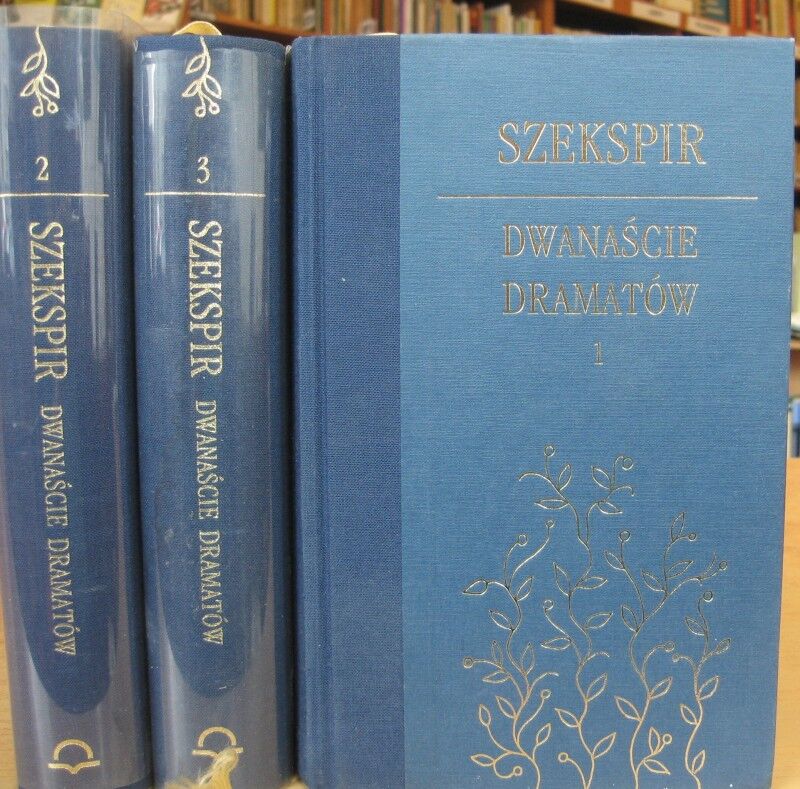 2
SZEKSPIR DWANAŚCIE DRAMATÓW
3
SZEKSPIR DWANAŚCIE DRAMATÓW
SZEKSPIR
DWANAŚCIE
DRAMATÓW
1